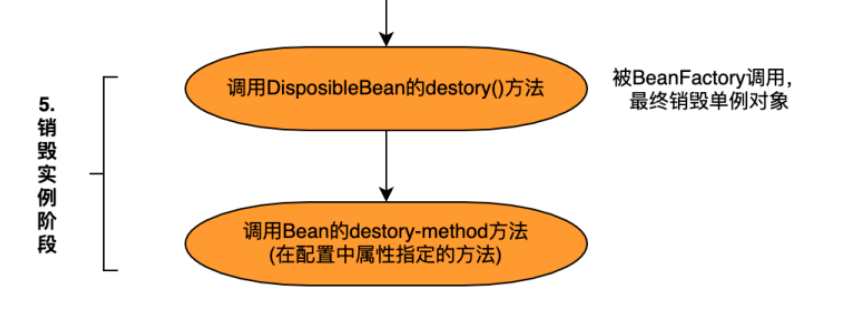 5.
销
毁
实
例
阶
段
调用DisposibleBean的destory()方法
被BeanFactory调用，
最终销毁单例对象
调用Bean的destory-method方法
(在配置中属性指定的方法)